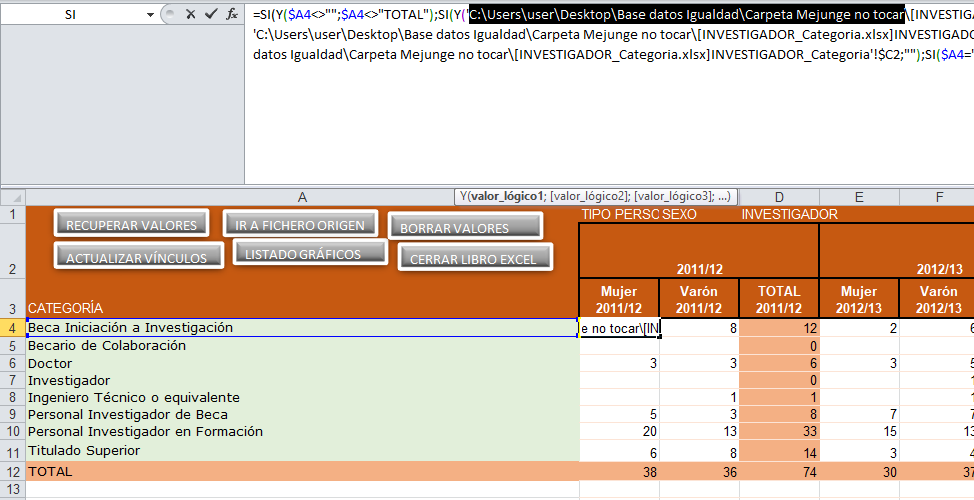 SI
fx
=SI(Y($A4<>"";$A4<>"TOTAL");SI(Y('C:\Users\user\Desktop\Base datos Igualdad\Carpeta Mejunge no tocar\[INVESTIG
'C:\Users\user\Desktop\Base datos Igualdad\Carpeta Mejunge no tocar\[INVESTIGADOR_Categoria.xlsx]INVESTIGADO
datos Igualdad\Carpeta Mejunge no tocar\[INVESTIGADOR_Categoria.xlsx]INVESTIGADOR_Categoria'!$C2;"");SI($A4="
Y(valor_lógico1; [valor_lógico2]; [valor_lógico3]; ...)
A D E F
1 RECUPERAR VALORES IR A FICHERO ORIGEN BORRAR VALORES TIPO PERSC SEXO INVESTIGADOR
ACTUALIZAR VÍNCULOS LISTADO GRÁFICOS CERRAR LIBRO EXCEL
2 2011/12 2012/13
Mujer Varón TOTAL Mujer Varón
3 CATEGORÍA 2011/12 2011/12 2011/12 2012/13 2012/13
4 Beca Iniciación a Investigación e no tocar\[IN 8 12 2 6
5 Becario de Colaboración 0
6 Doctor 3 3 6 3 5
7 Investigador 0 1
8 Ingeniero Técnico o equivalente 1 1 1
9 Personal Investigador de Beca 5 3 8 7 7
10 Personal Investigador en Formación 20 13 33 15 13
11 Titulado Superior 6 8 14 3 4
12 TOTAL 38 36 74 30 37
13